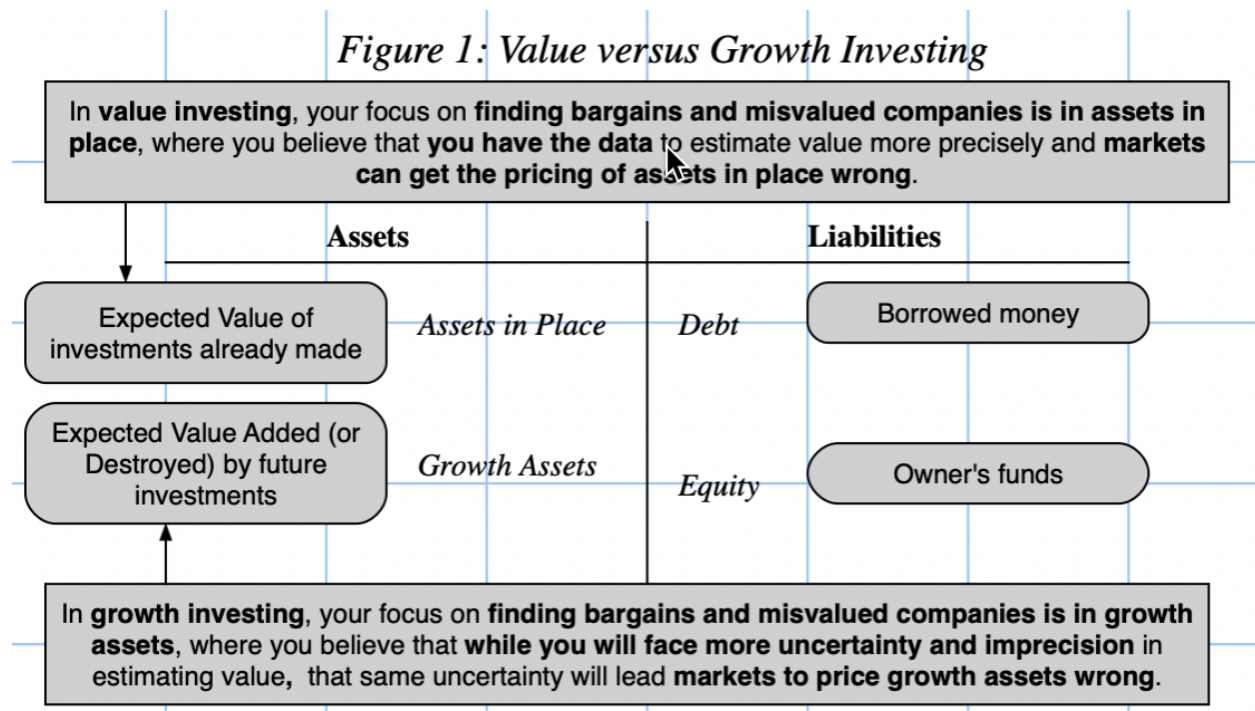 Figure 1: Value versus Growth Investing
In value investing, your focus on finding bargains and misvalued companies is in assets in
place, where you believe that you have the data to estimate value more precisely and markets
can get the pricing of assets in place wrong.
Assets
Liabilities
Expected Value of
investments already made
Assets in Place
Debt
Borrowed money
Expected Value Added (or
Destroyed) by future
investments
Growth Assets
Equity
Owner's funds
In growth investing, your focus on finding bargains and misvalued companies is in growth
assets, where you believe that while you will face more uncertainty and imprecision in
estimating value, that same uncertainty will lead markets to price growth assets wrong.